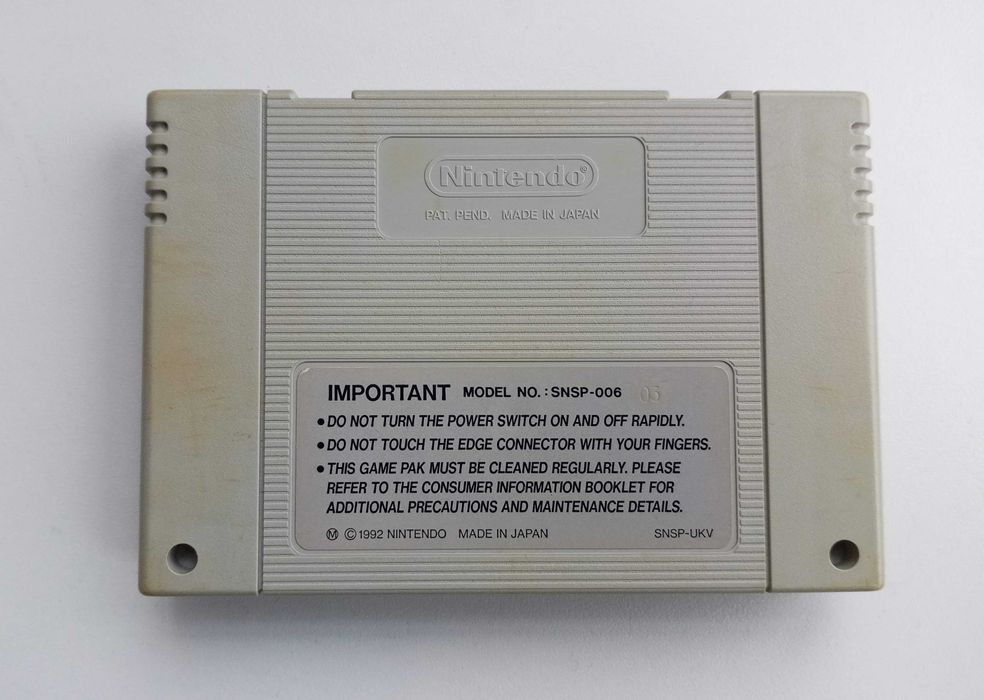 Nintendo®
PAT. PEND. MADE IN JAPAN
IMPORTANT MODEL NO. : SNSP-006 03
• DO NOT TURN THE POWER SWITCH ON AND OFF RAPIDLY.
• DO NOT TOUCH THE EDGE CONNECTOR WITH YOUR FINGERS.
• THIS GAME PAK MUST BE CLEANED REGULARLY. PLEASE
REFER TO THE CONSUMER INFORMATION BOOKLET FOR
ADDITIONAL PRECAUTIONS AND MAINTENANCE DETAILS.
Ⓜ ©1992 NINTENDO MADE IN JAPAN SNSP-UKV